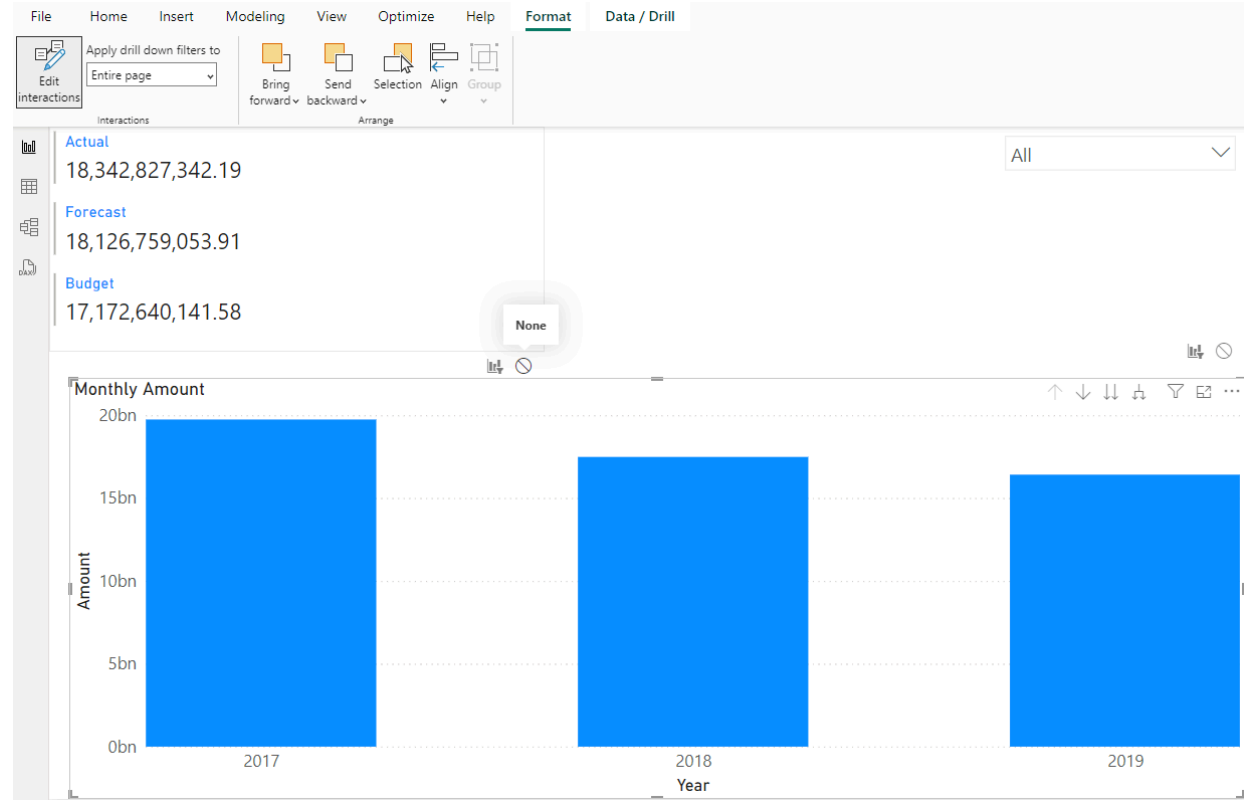 File Home Insert Modeling View Optimize Help Format Data / Drill
Edit
interactions
Apply drill down filters to
Entire page
Interactions
Bring
forward
Send
backward
Selection
Align
Group
Arrange
Actual
18,342,827,342.19
Forecast
18,126,759,053.91
Budget
17,172,640,141.58
All
DAX
None
Monthly Amount
20bn
15bn
10bn
5bn
0bn
Amount
2017 2018 2019
Year